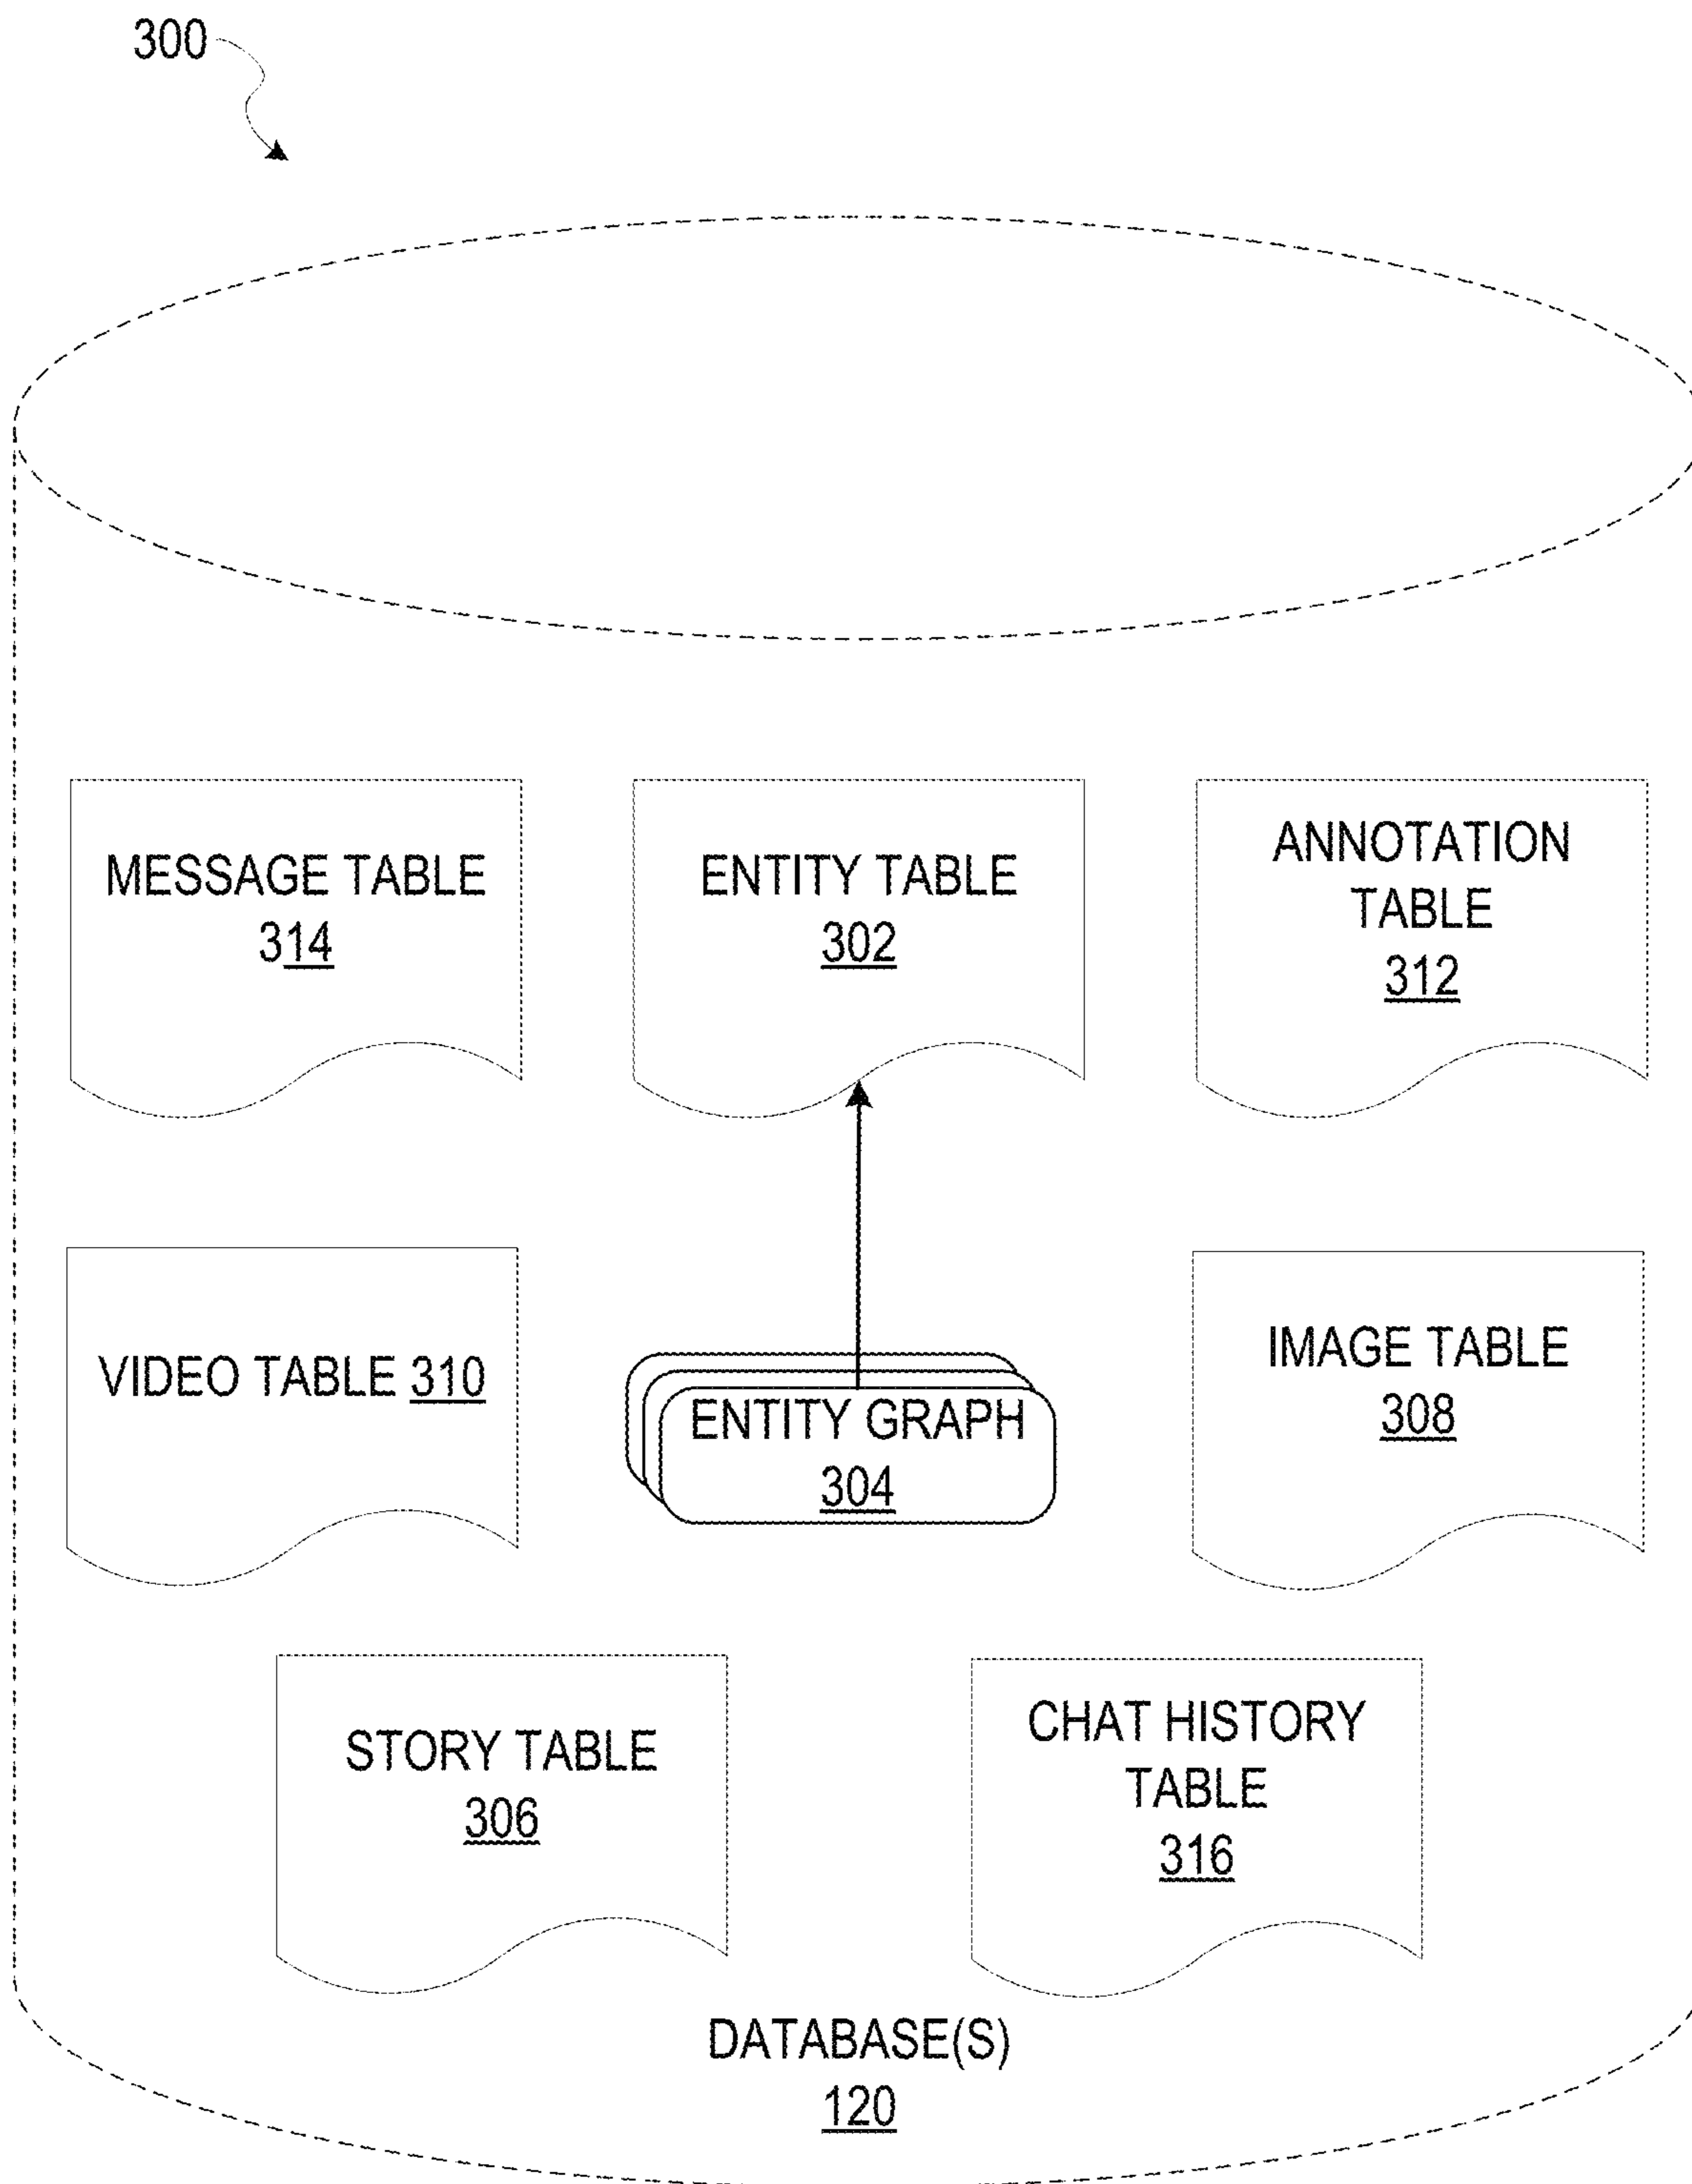 300
MESSAGE TABLE
314
ENTITY TABLE
302
ANNOTATION
TABLE
312
VIDEO TABLE 310
ENTITY GRAPH
304
IMAGE TABLE
308
STORY TABLE
306
CHAT HISTORY
TABLE
316
DATABASE(S)
120